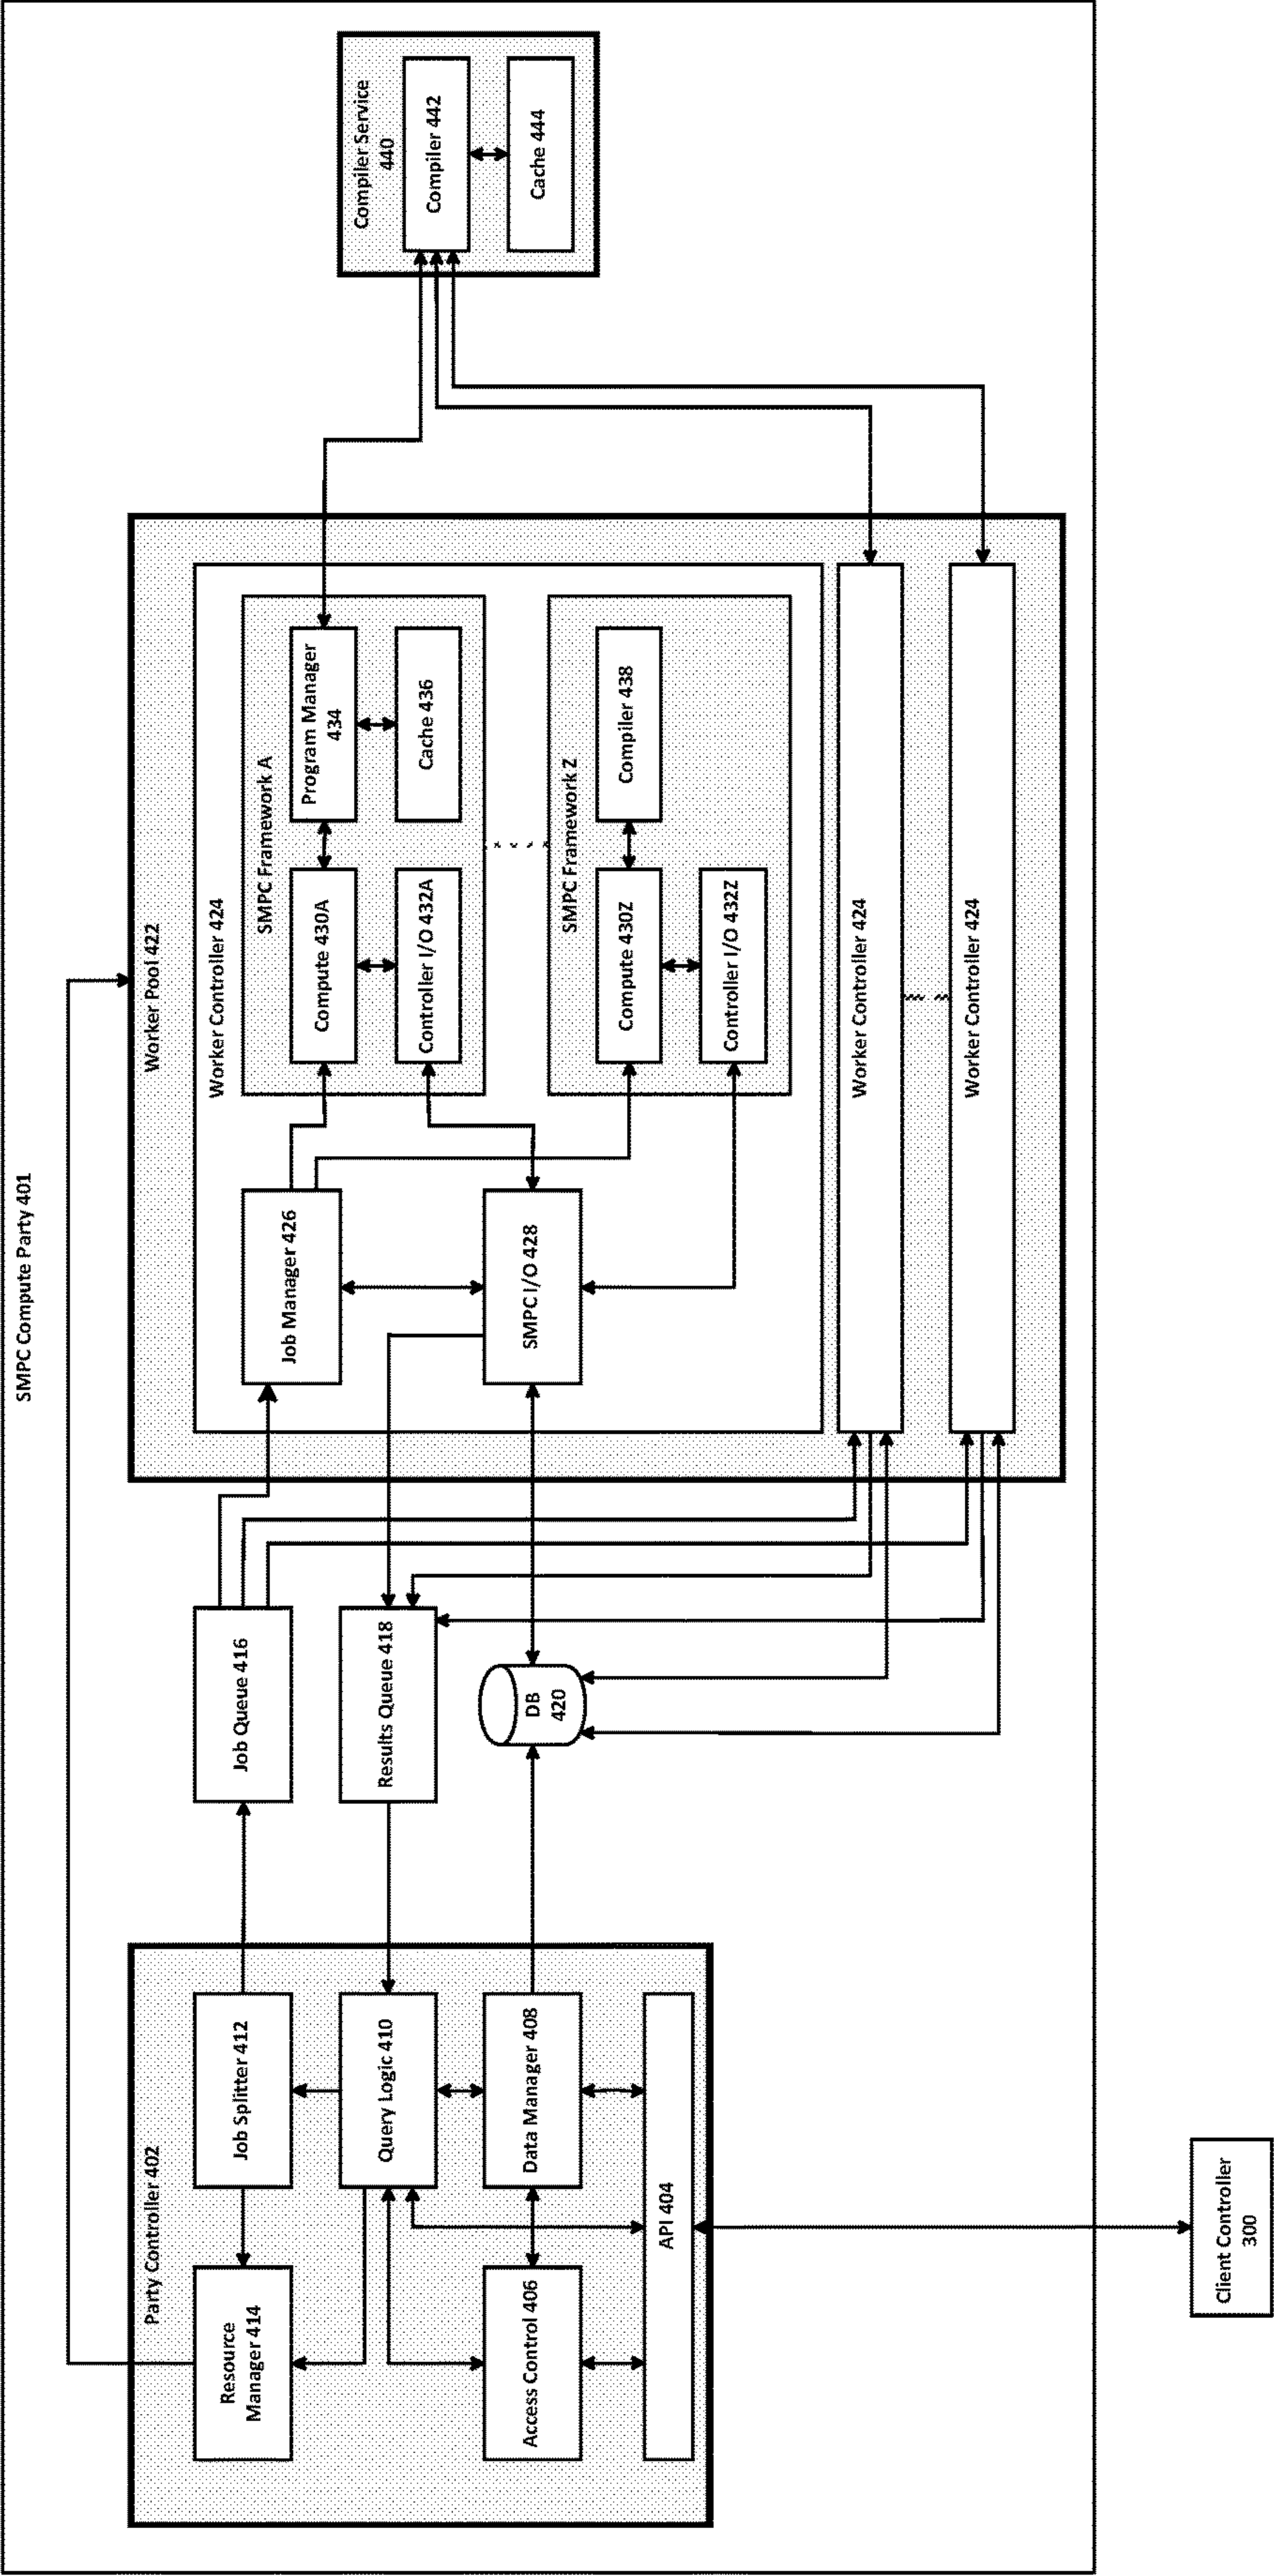 SMPC Compute Party 401
Party Controller 402
Resource
Manager 414
Job Splitter 412
Query Logic 410
Access Control 406
Data Manager 408
API 404
Client Controller
300
Job Queue 416
Results Queue 418
DB
420
Worker Pool 422
Worker Controller 424
Job Manager 426
SMPC I/O 428
SMPC Framework A
Compute 430A
Program Manager
434
Controller I/O 432A
Cache 436
SMPC Framework Z
Compute 430Z
Compiler 438
Controller I/O 432Z
Worker Controller 424
Worker Controller 424
Compiler Service
440
Compiler 442
Cache 444